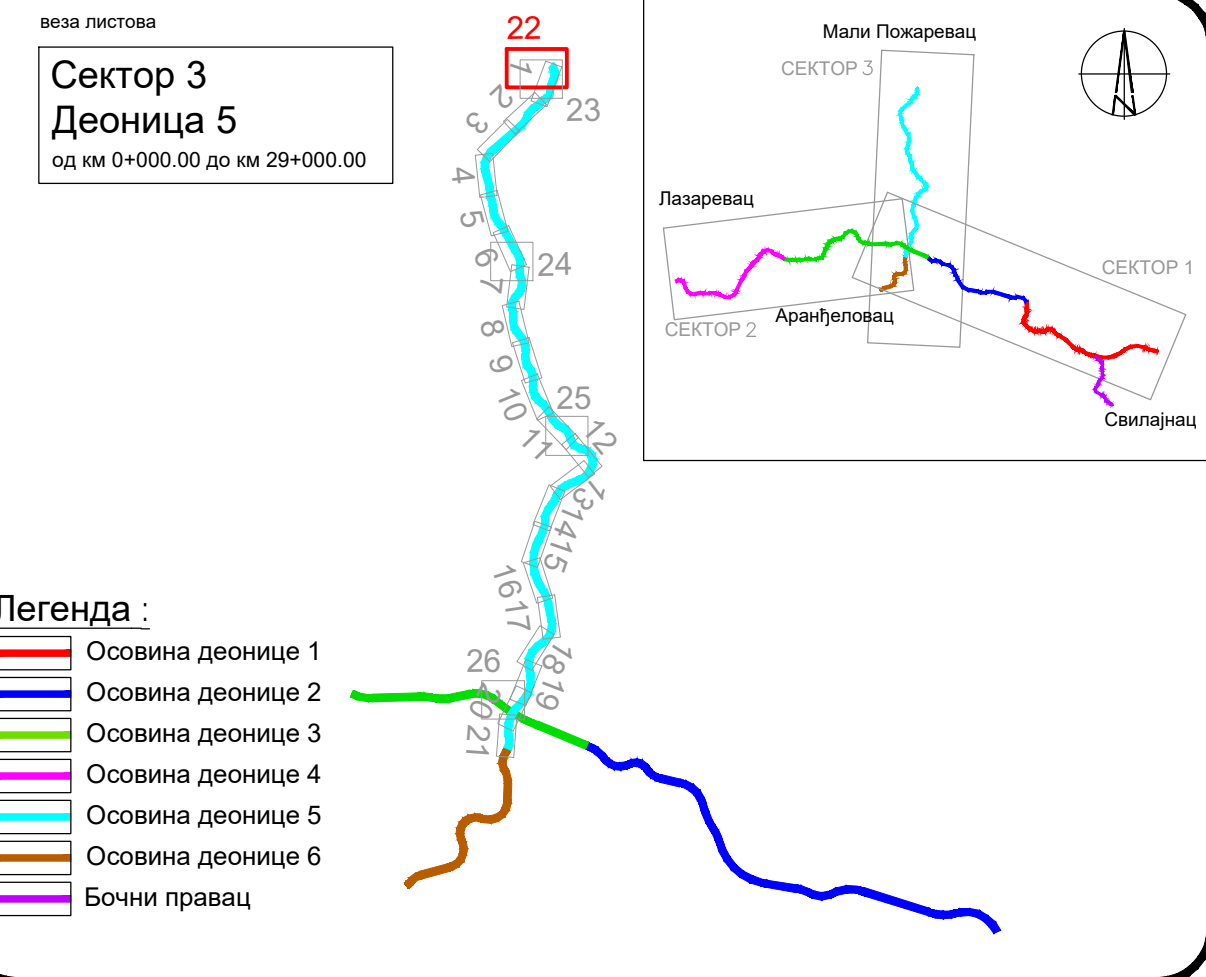 веза листова
Сектор 3
Деоница 5
од км 0+000.00 до км 29+000.00
22
1
2
23
3
4
5
6
24
7
8
9
10
25
11
12
13
14
15
16
17
18
26
19
20
21
Мали Пожаревац
СЕКТОР 3
Лазаревац
СЕКТОР 1
СЕКТОР 2
Аранђеловац
Свилајнац
N
Легенда :
Осовина деонице 1
Осовина деонице 2
Осовина деонице 3
Осовина деонице 4
Осовина деонице 5
Осовина деонице 6
Бочни правац